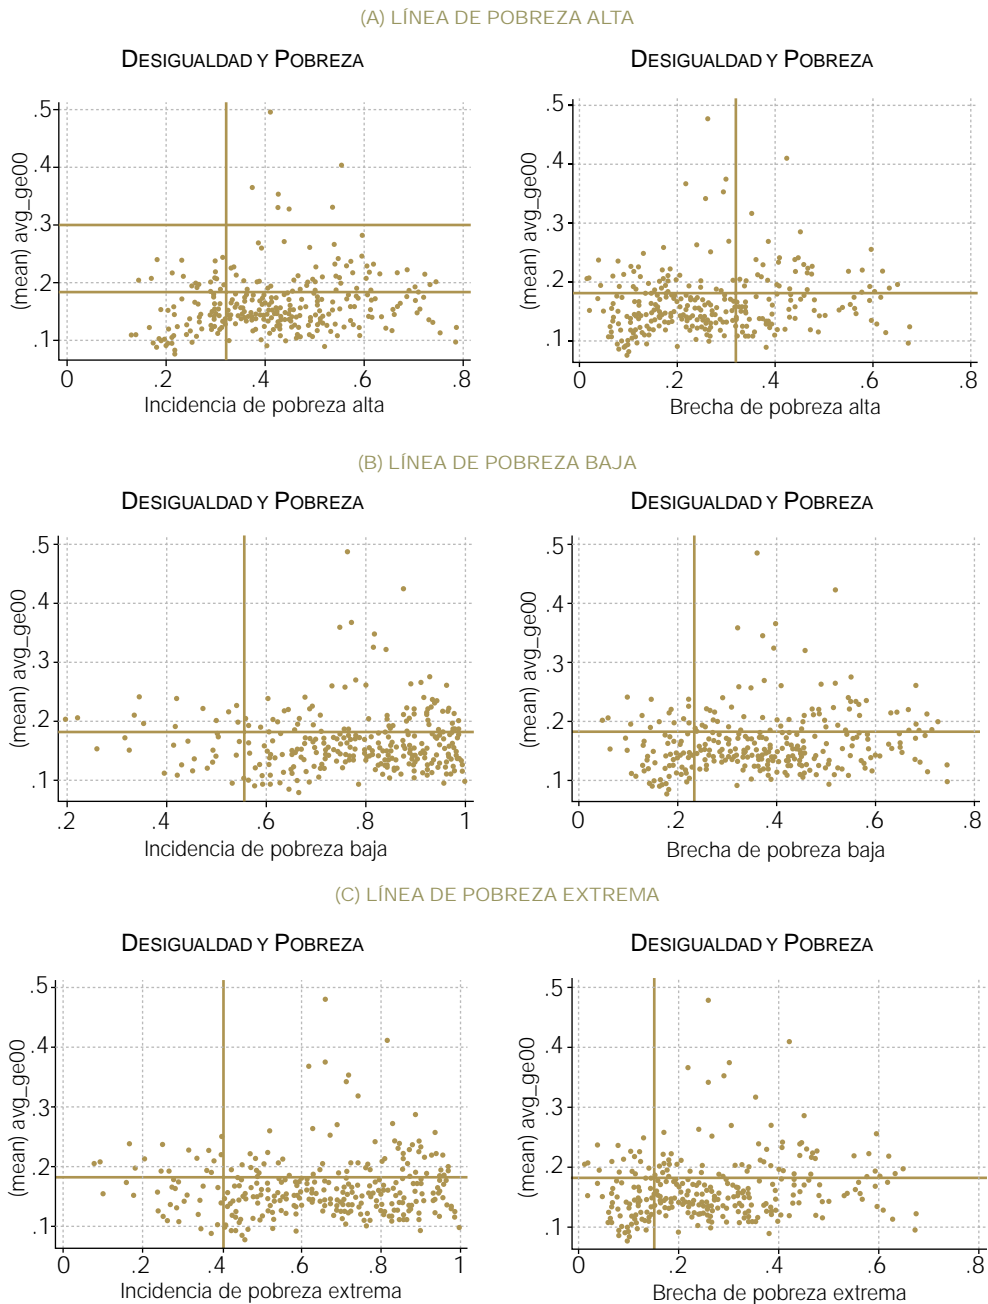 (A) LÍNEA DE POBREZA ALTA
DESIGUALDAD Y POBREZA
(mean) avg_ge00
.5
.4
.3
.2
.1
0 .2 .4 .6 .8
Incidencia de pobreza alta
DESIGUALDAD Y POBREZA
(mean) avg_ge00
.5
.4
.3
.2
.1
0 .2 .4 .6 .8
Brecha de pobreza alta
(B) LÍNEA DE POBREZA BAJA
DESIGUALDAD Y POBREZA
(mean) avg_ge00
.5
.4
.3
.2
.1
.2 .4 .6 .8 1
Incidencia de pobreza baja
DESIGUALDAD Y POBREZA
(mean) avg_ge00
.5
.4
.3
.2
.1
0 .2 .4 .6 .8
Brecha de pobreza baja
(C) LÍNEA DE POBREZA EXTREMA
DESIGUALDAD Y POBREZA
(mean) avg_ge00
.5
.4
.3
.2
.1
0 .2 .4 .6 .8 1
Incidencia de pobreza extrema
DESIGUALDAD Y POBREZA
(mean) avg_ge00
.5
.4
.3
.2
.1
0 .2 .4 .6 .8
Brecha de pobreza extrema